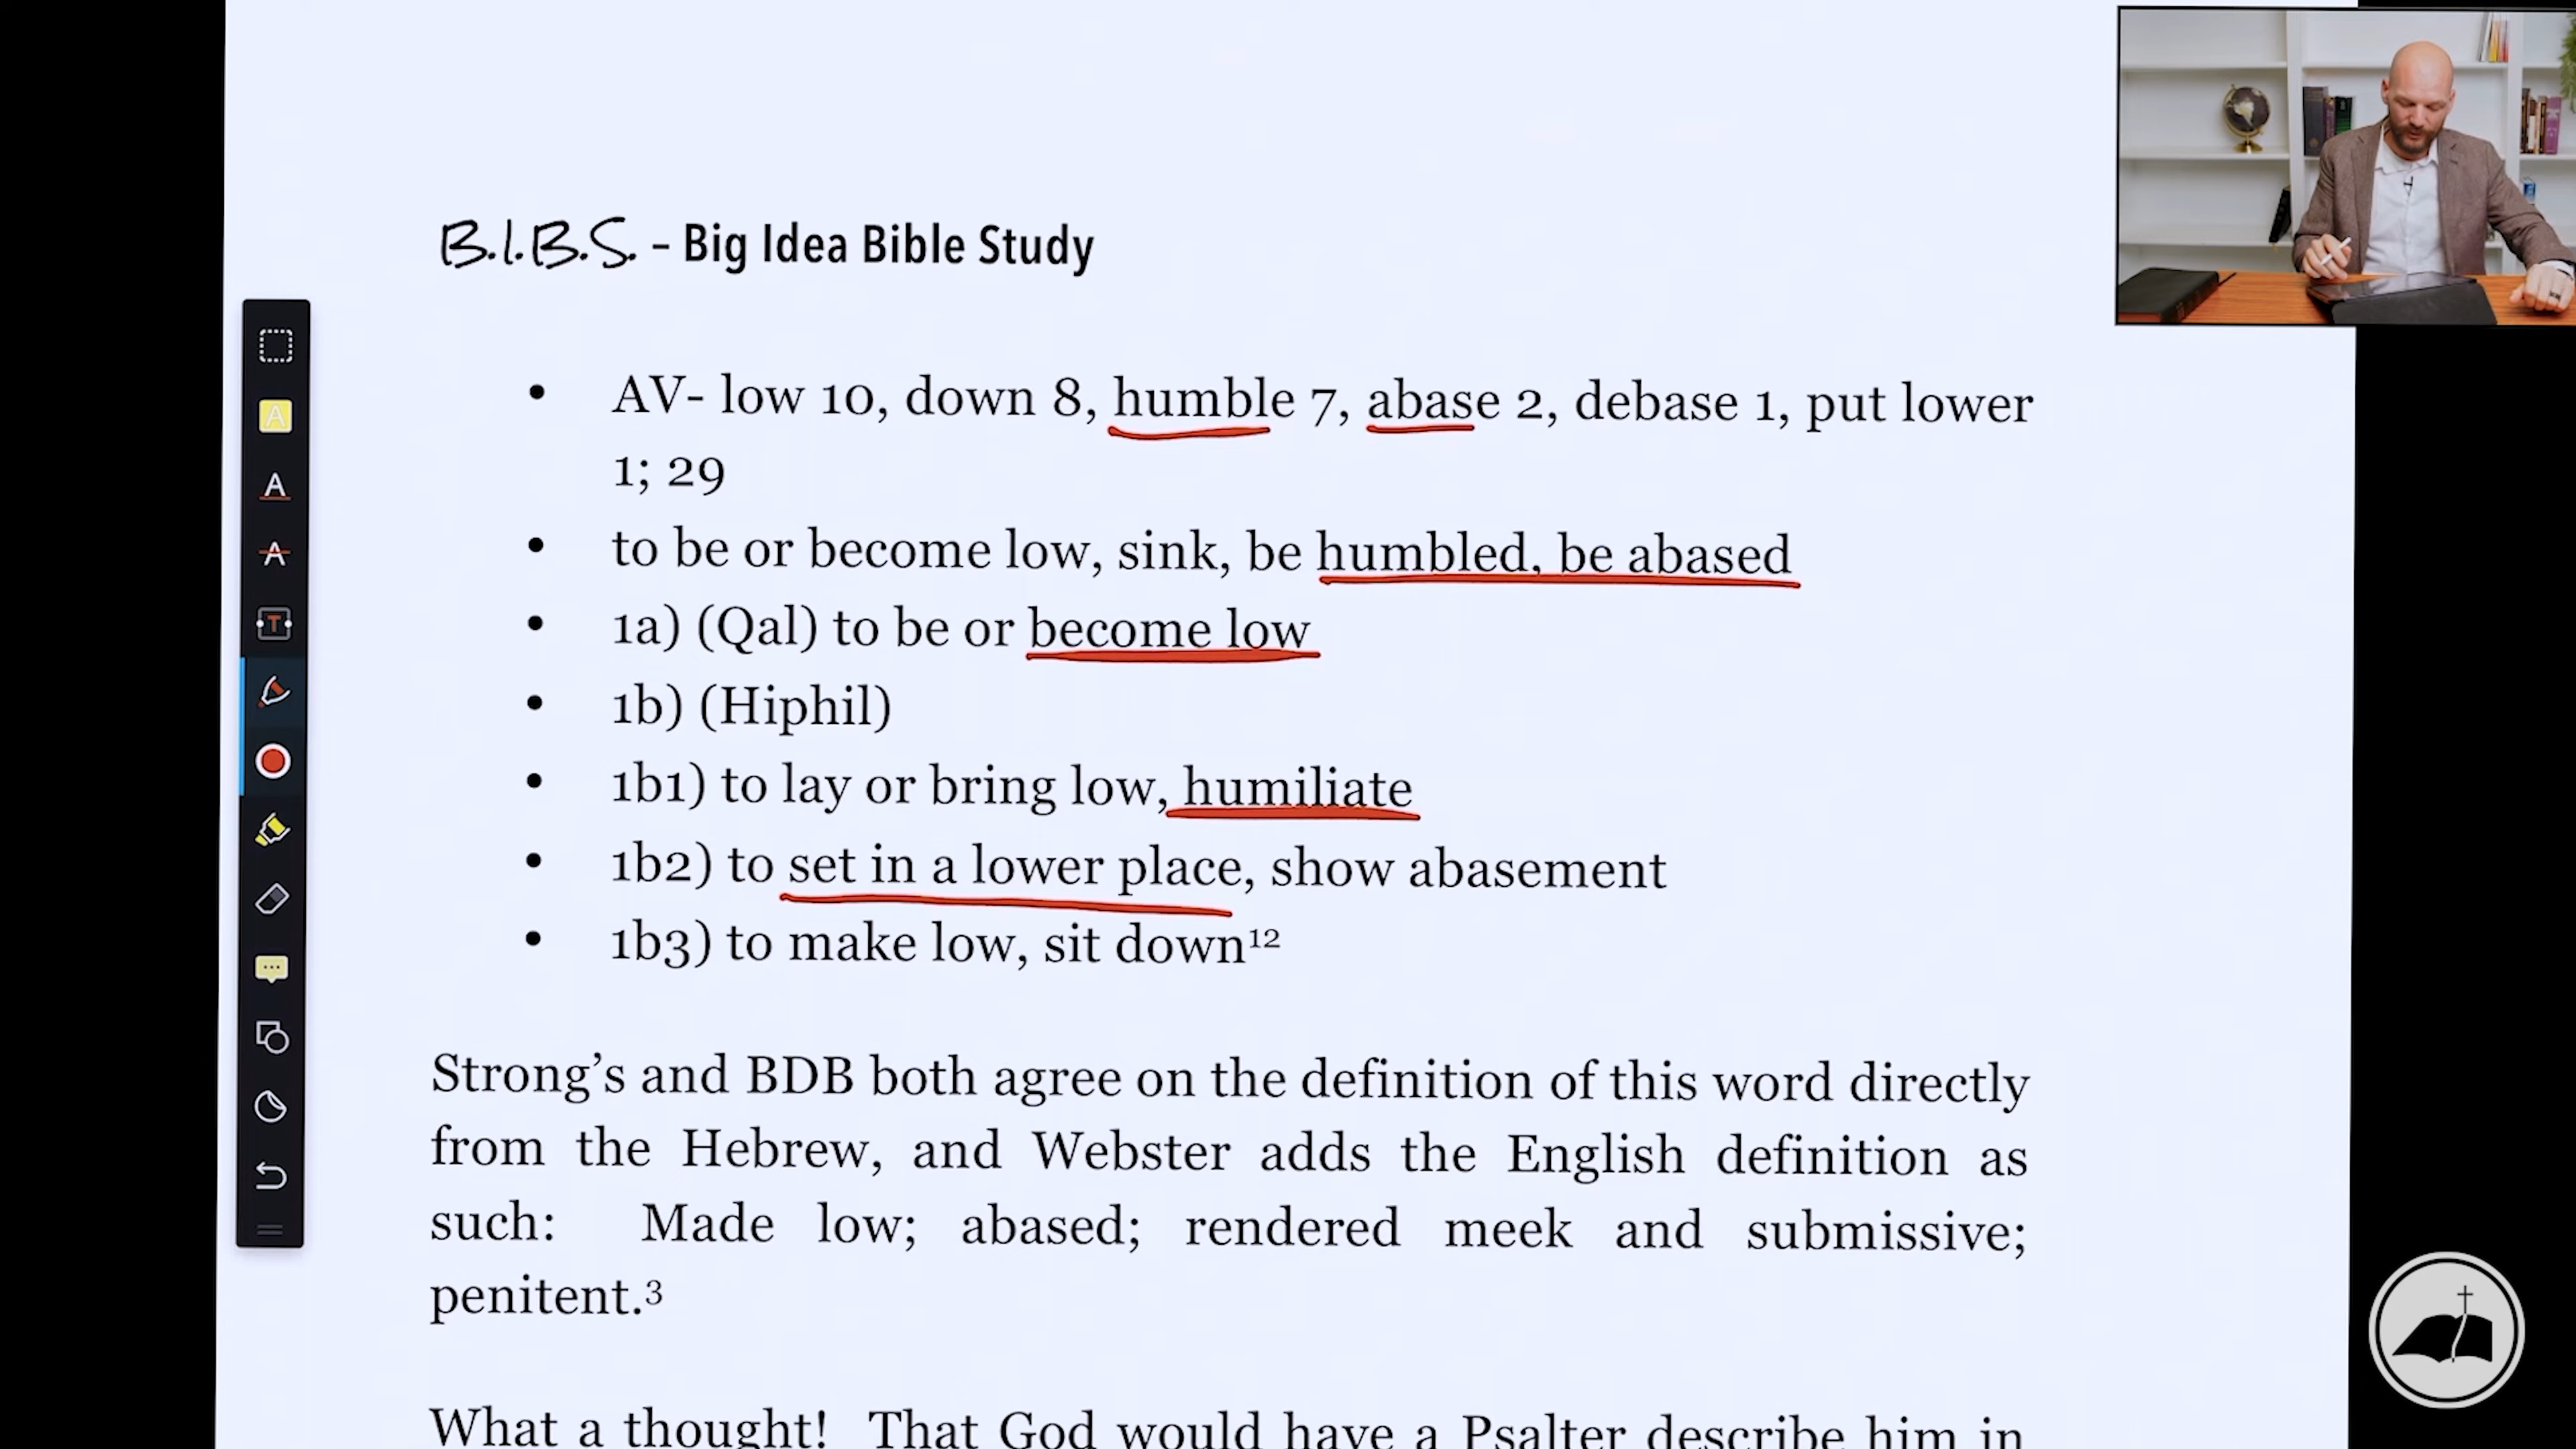 B.I.B.S. – Big Idea Bible Study
• AV- low 10, down 8, humble 7, abase 2, debase 1, put lower
1; 29
• to be or become low, sink, be humbled, be abased
• 1a) (Qal) to be or become low
• 1b) (Hiphil)
• 1b1) to lay or bring low, humiliate
• 1b2) to set in a lower place, show abasement
• 1b3) to make low, sit down¹²
Strong’s and BDB both agree on the definition of this word directly
from the Hebrew, and Webster adds the English definition as
such: Made low; abased; rendered meek and submissive;
penitent.³
What a thought! That God would have a Psalter describe him in